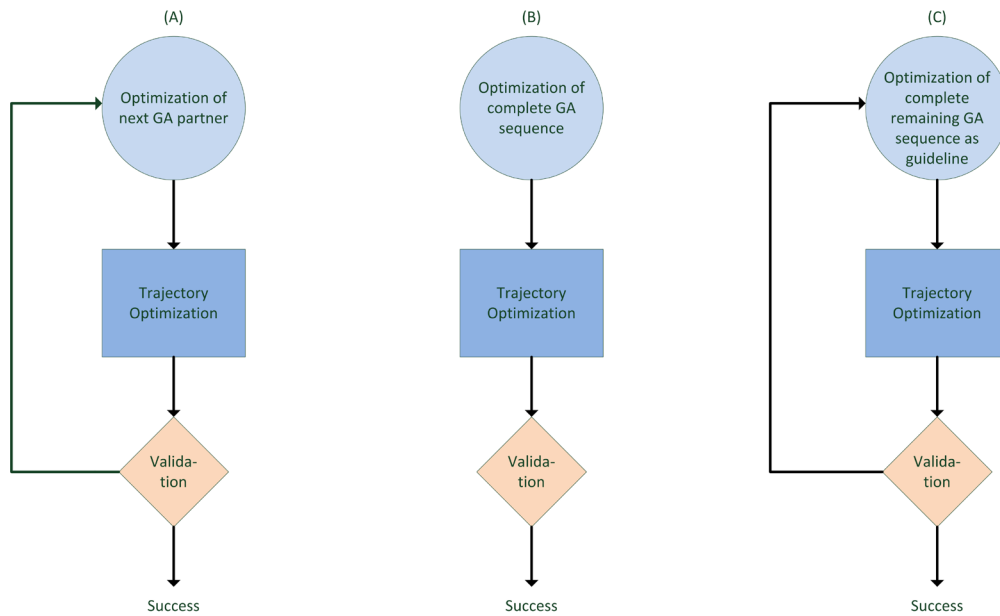 (A)
Optimization of
next GA partner
Trajectory
Optimization
Valida-
tion
Success
(B)
Optimization of
complete GA
sequence
Trajectory
Optimization
Valida-
tion
Success
(C)
Optimization of
complete
remaining GA
sequence as
guideline
Trajectory
Optimization
Valida-
tion
Success